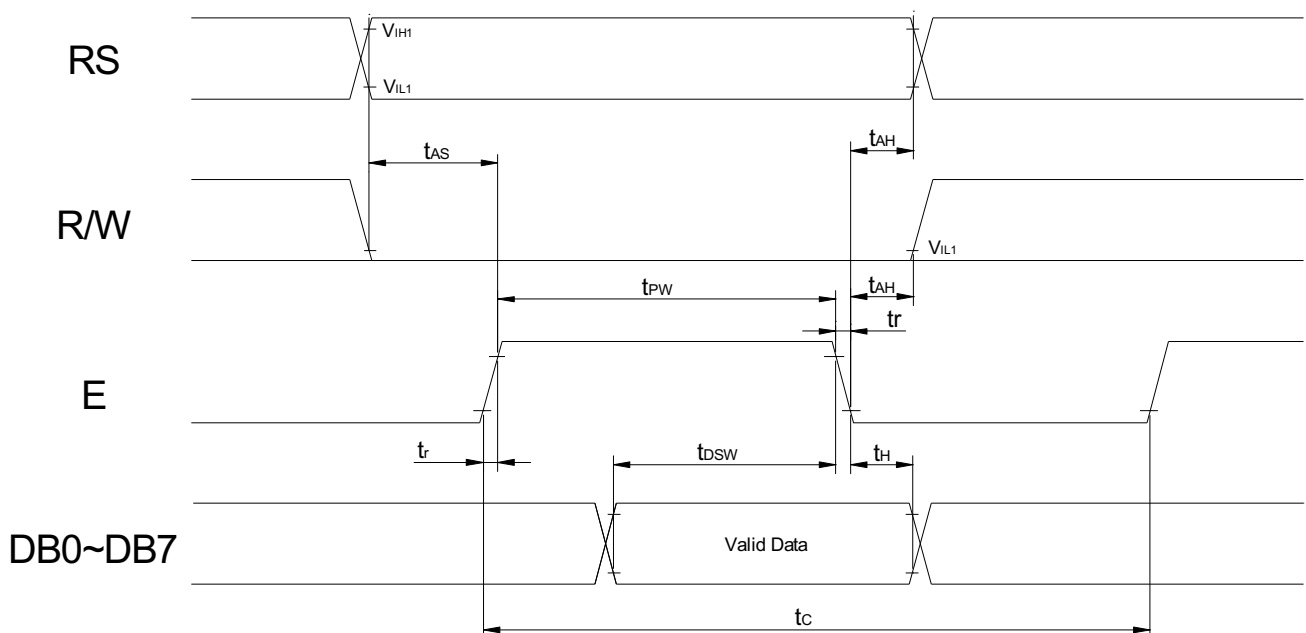 RS
VIH1
VIL1
tAS
tAH
R/W
VIL1
tPW
tAH
tr
E
tr
tDSW
tH
DB0~DB7
Valid Data
tC